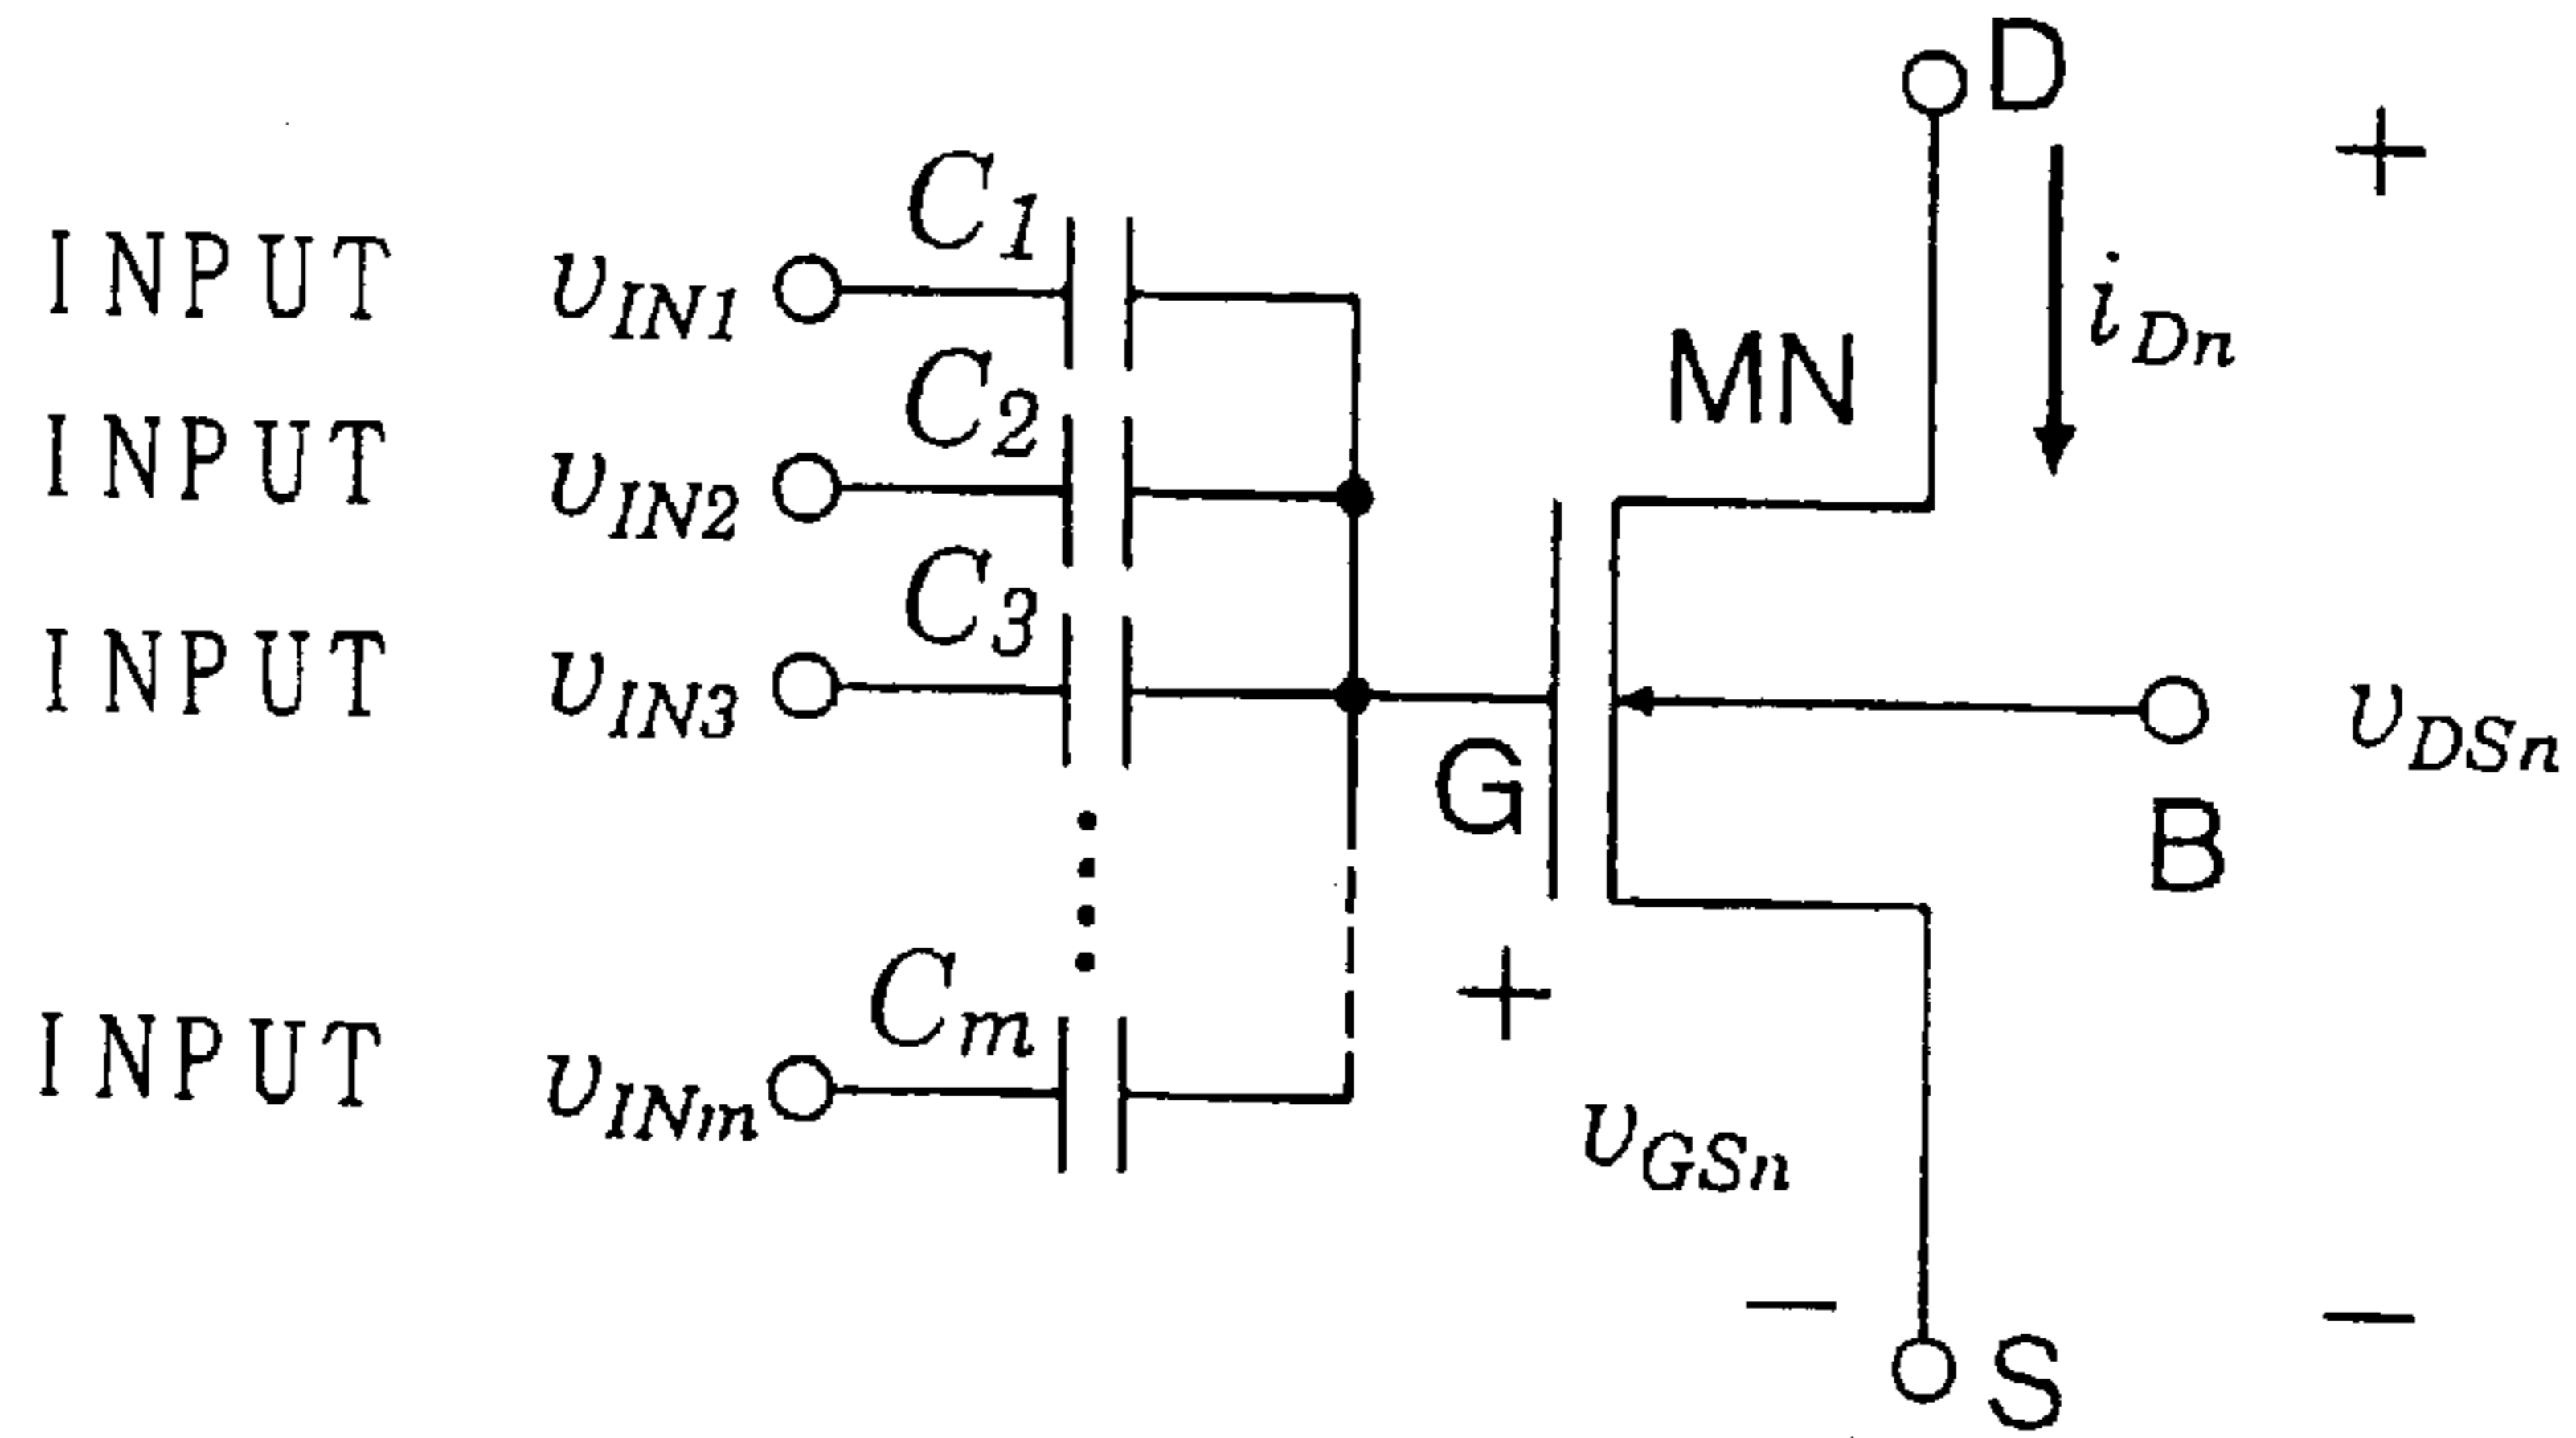 D
+
C1
INPUT vIN1
iDn
MN
C2
INPUT vIN2
C3
INPUT vIN3
vDSn
G
B
Cm
+
INPUT vINm
vGSn
− −
S